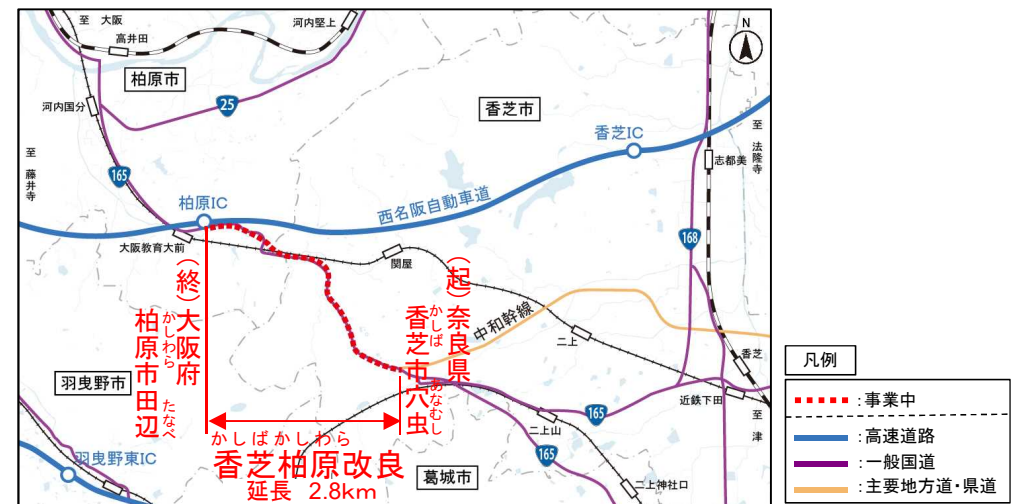 至 大阪
高井田
河内堅上
N
柏原市
25
香芝市
河内国分
香芝IC
至 法隆寺
志都美
至 藤井寺
165
柏原IC
西名阪自動車道
168
大阪教育大前
関屋
(終)大阪府
かしわら たなべ
柏原市田辺
(起)奈良県
かしば あなむし
香芝市穴虫
中和幹線
二上
香芝
羽曳野市
近鉄下田
165
二上山
至 津
165
かしばかしわら
香芝柏原改良
延長 2.8km
羽曳野東IC
葛城市
二上神社口
凡例
:事業中
:高速道路
:一般国道
:主要地方道・県道